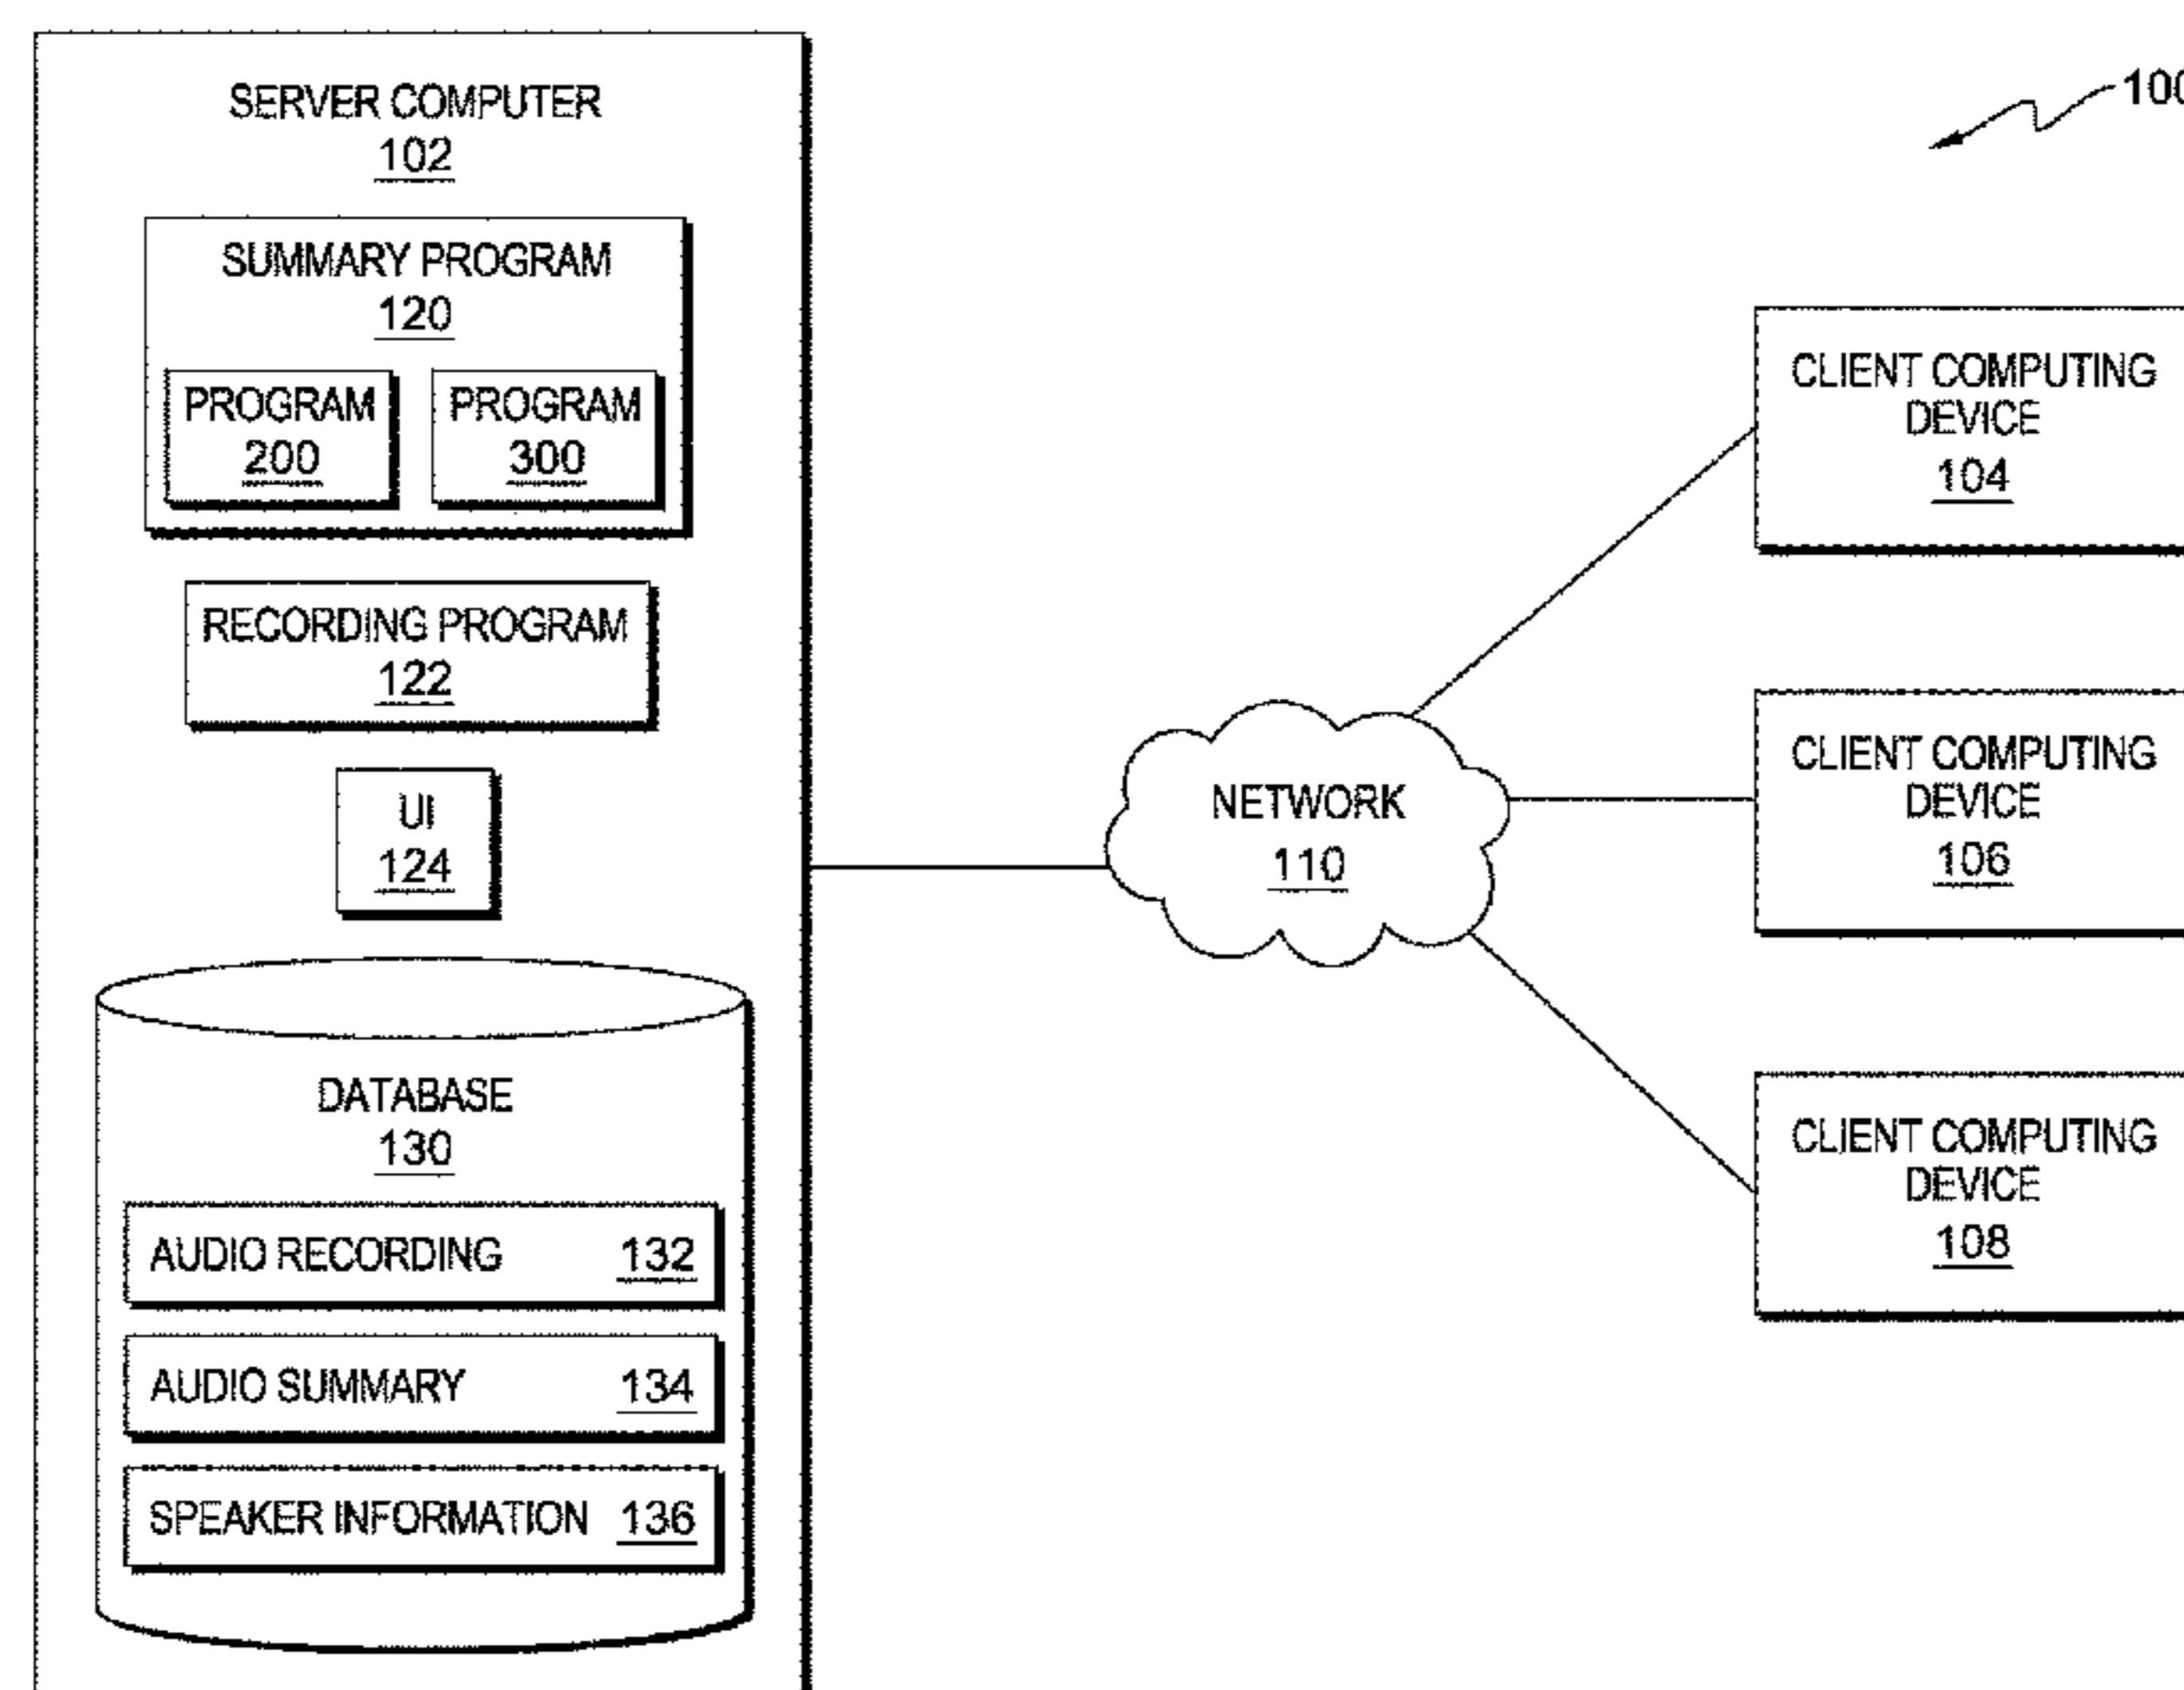 SERVER COMPUTER
102
SUMMARY PROGRAM
120
PROGRAM
200
PROGRAM
300
RECORDING PROGRAM
122
UI
124
DATABASE
130
AUDIO RECORDING 132
AUDIO SUMMARY 134
SPEAKER INFORMATION 136
NETWORK
110
100
CLIENT COMPUTING
DEVICE
104
CLIENT COMPUTING
DEVICE
106
CLIENT COMPUTING
DEVICE
108